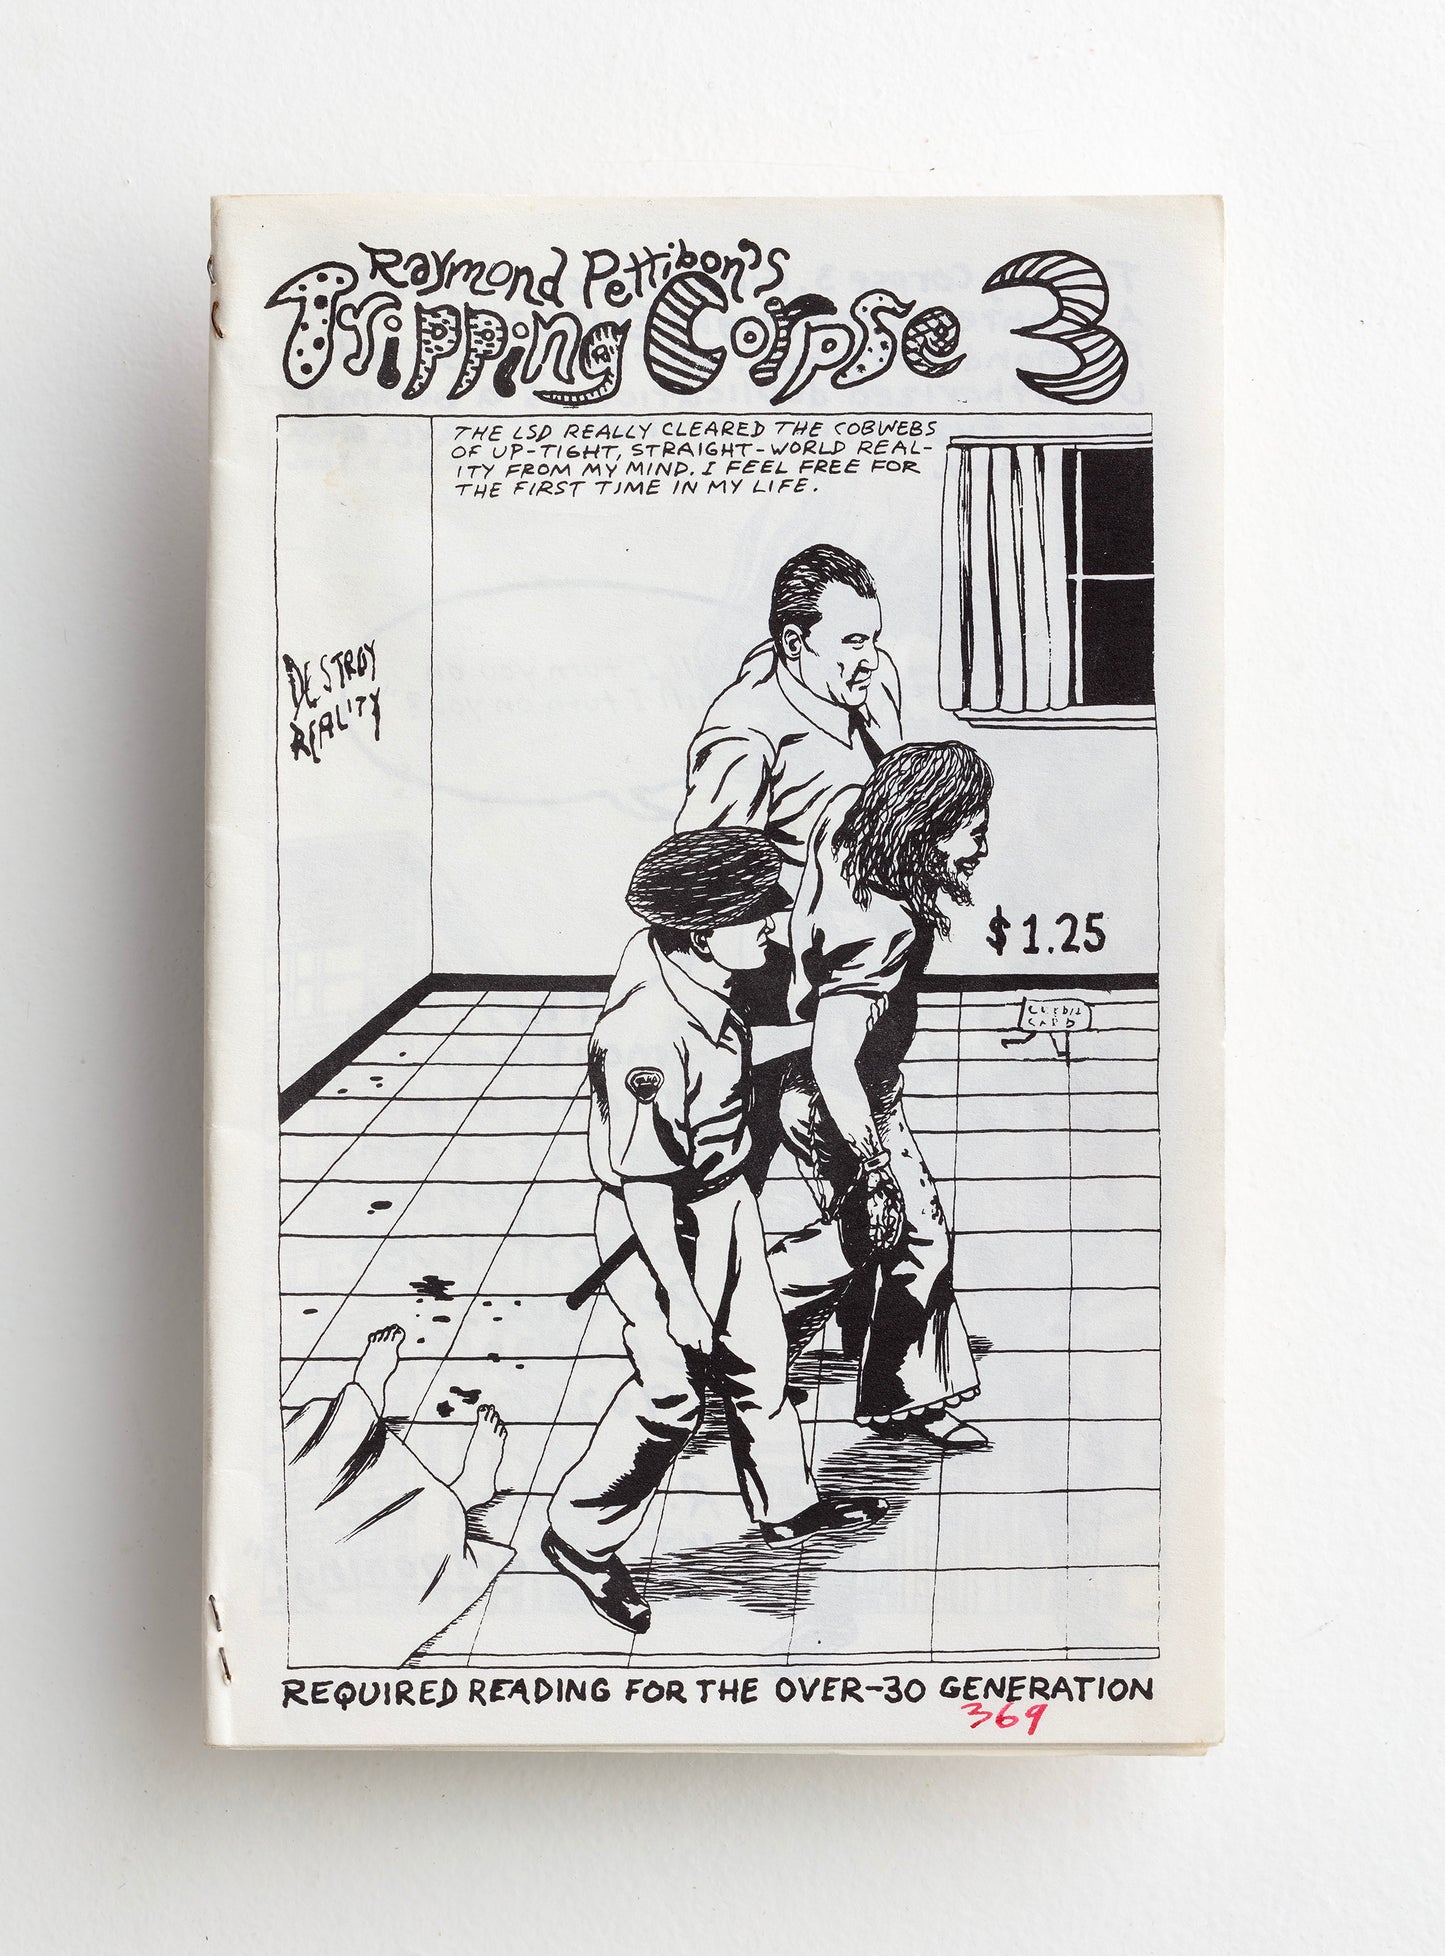 Raymond Pettibon's
Tripping Corpse 3
THE LSD REALLY CLEARED THE COBWEBS
OF UP-TIGHT, STRAIGHT-WORLD REAL-
ITY FROM MY MIND. I FEEL FREE FOR
THE FIRST TIME IN MY LIFE.
DESTROY
REALITY
$1.25
REQUIRED READING FOR THE OVER-30 GENERATION
369